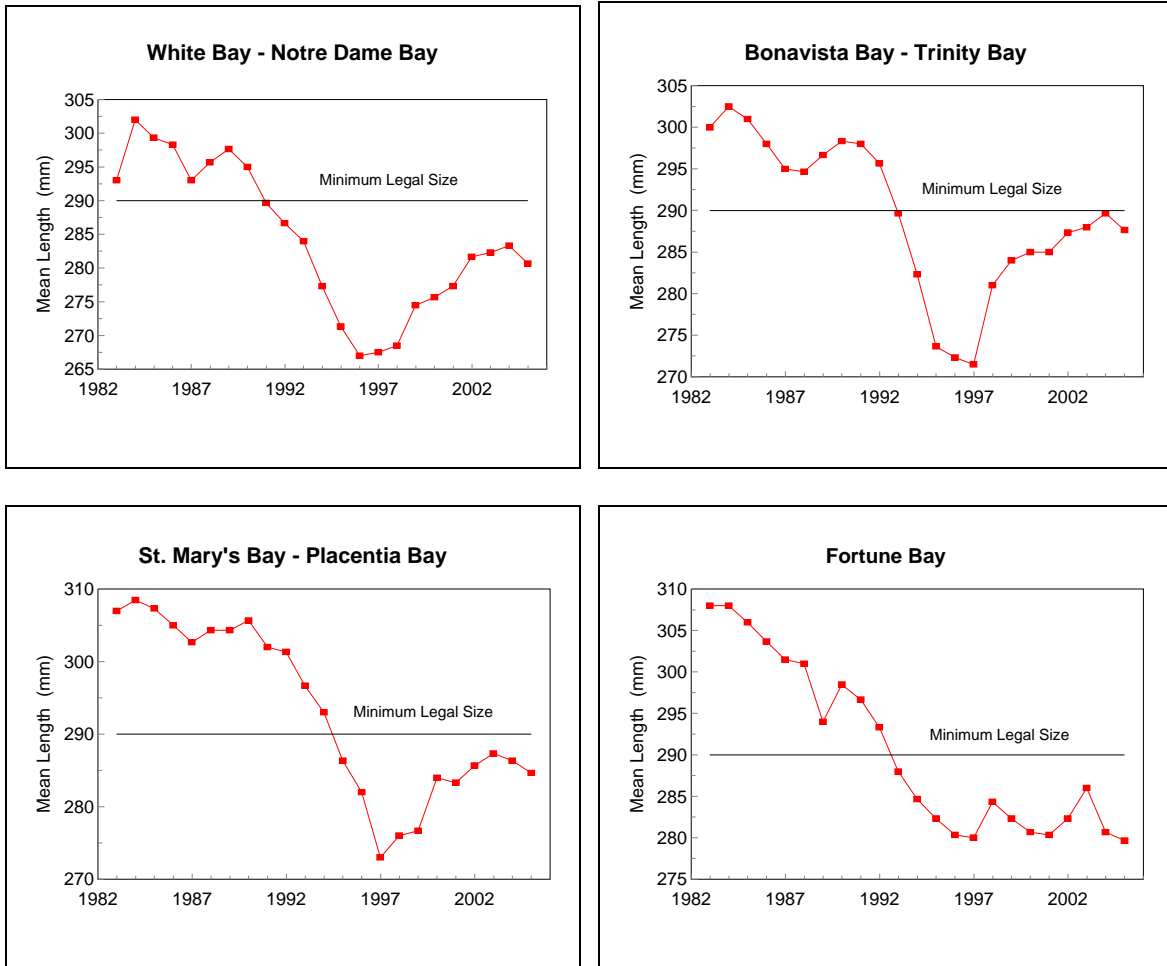 White Bay - Notre Dame Bay
305
300
295
290
285
280
275
270
265
Mean Length (mm)
Minimum Legal Size
1982 1987 1992 1997 2002
Bonavista Bay - Trinity Bay
305
300
295
290
285
280
275
270
Mean Length (mm)
Minimum Legal Size
1982 1987 1992 1997 2002
St. Mary's Bay - Placentia Bay
310
300
290
280
270
Mean Length (mm)
Minimum Legal Size
1982 1987 1992 1997 2002
Fortune Bay
310
305
300
295
290
285
280
275
Mean Length (mm)
Minimum Legal Size
1982 1987 1992 1997 2002